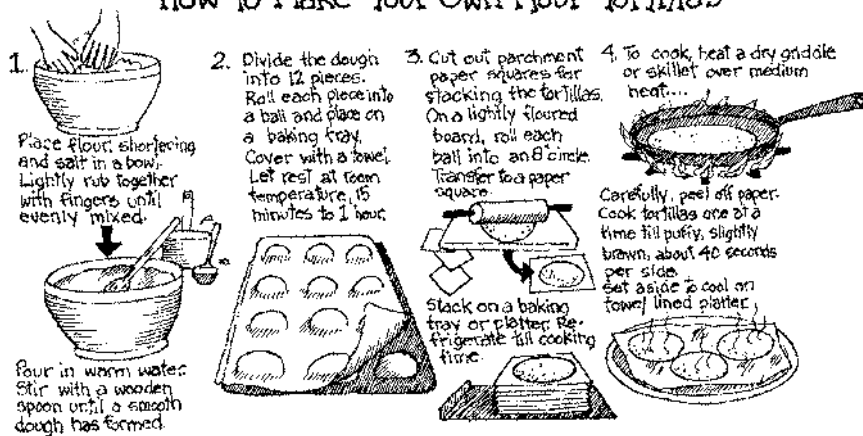 How To Make Your Own Flour Tortillas
1.
Place flour, shortening
and salt in a bowl.
Lightly rub together
with fingers until
evenly mixed.
Pour in warm water.
Stir with a wooden
spoon until a smooth
dough has formed.
2. Divide the dough
into 12 pieces.
Roll each piece into
a ball and place on
a baking tray.
Cover with a towel.
Let rest at room
temperature, 15
minutes to 1 hour.
3. Cut out parchment
paper squares for
stacking the tortillas.
On a lightly floured
board, roll each
ball into an 8" circle.
Transfer to a paper
square.
Stack on a baking
tray or platter. Re-
frigerate till cooking
time.
4. To cook, heat a dry griddle
or skillet over medium
heat...
Carefully, peel off paper.
Cook tortillas one at a
time till puffy, slightly
brown, about 40 seconds
per side.
Set aside to cool on
towel lined platter.